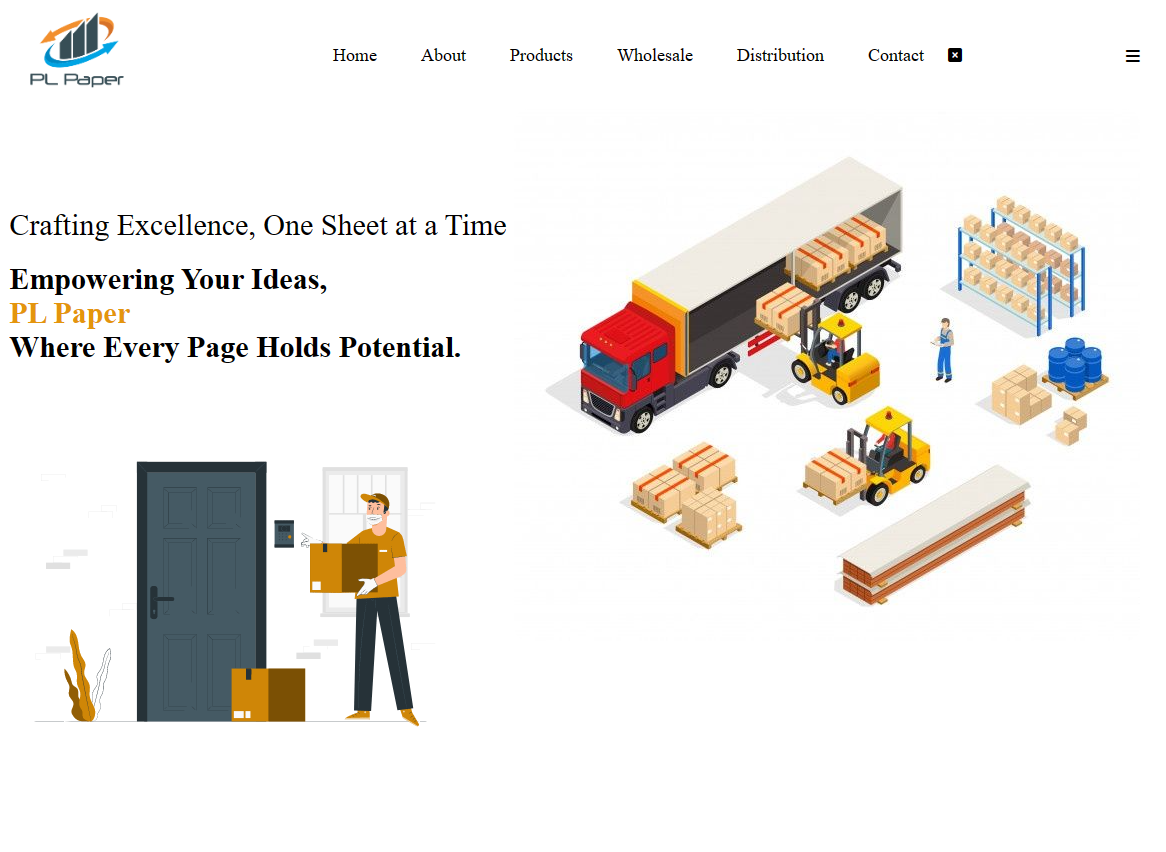 PL Paper
Home About Products Wholesale Distribution Contact
Crafting Excellence, One Sheet at a Time
Empowering Your Ideas,
PL Paper
Where Every Page Holds Potential.